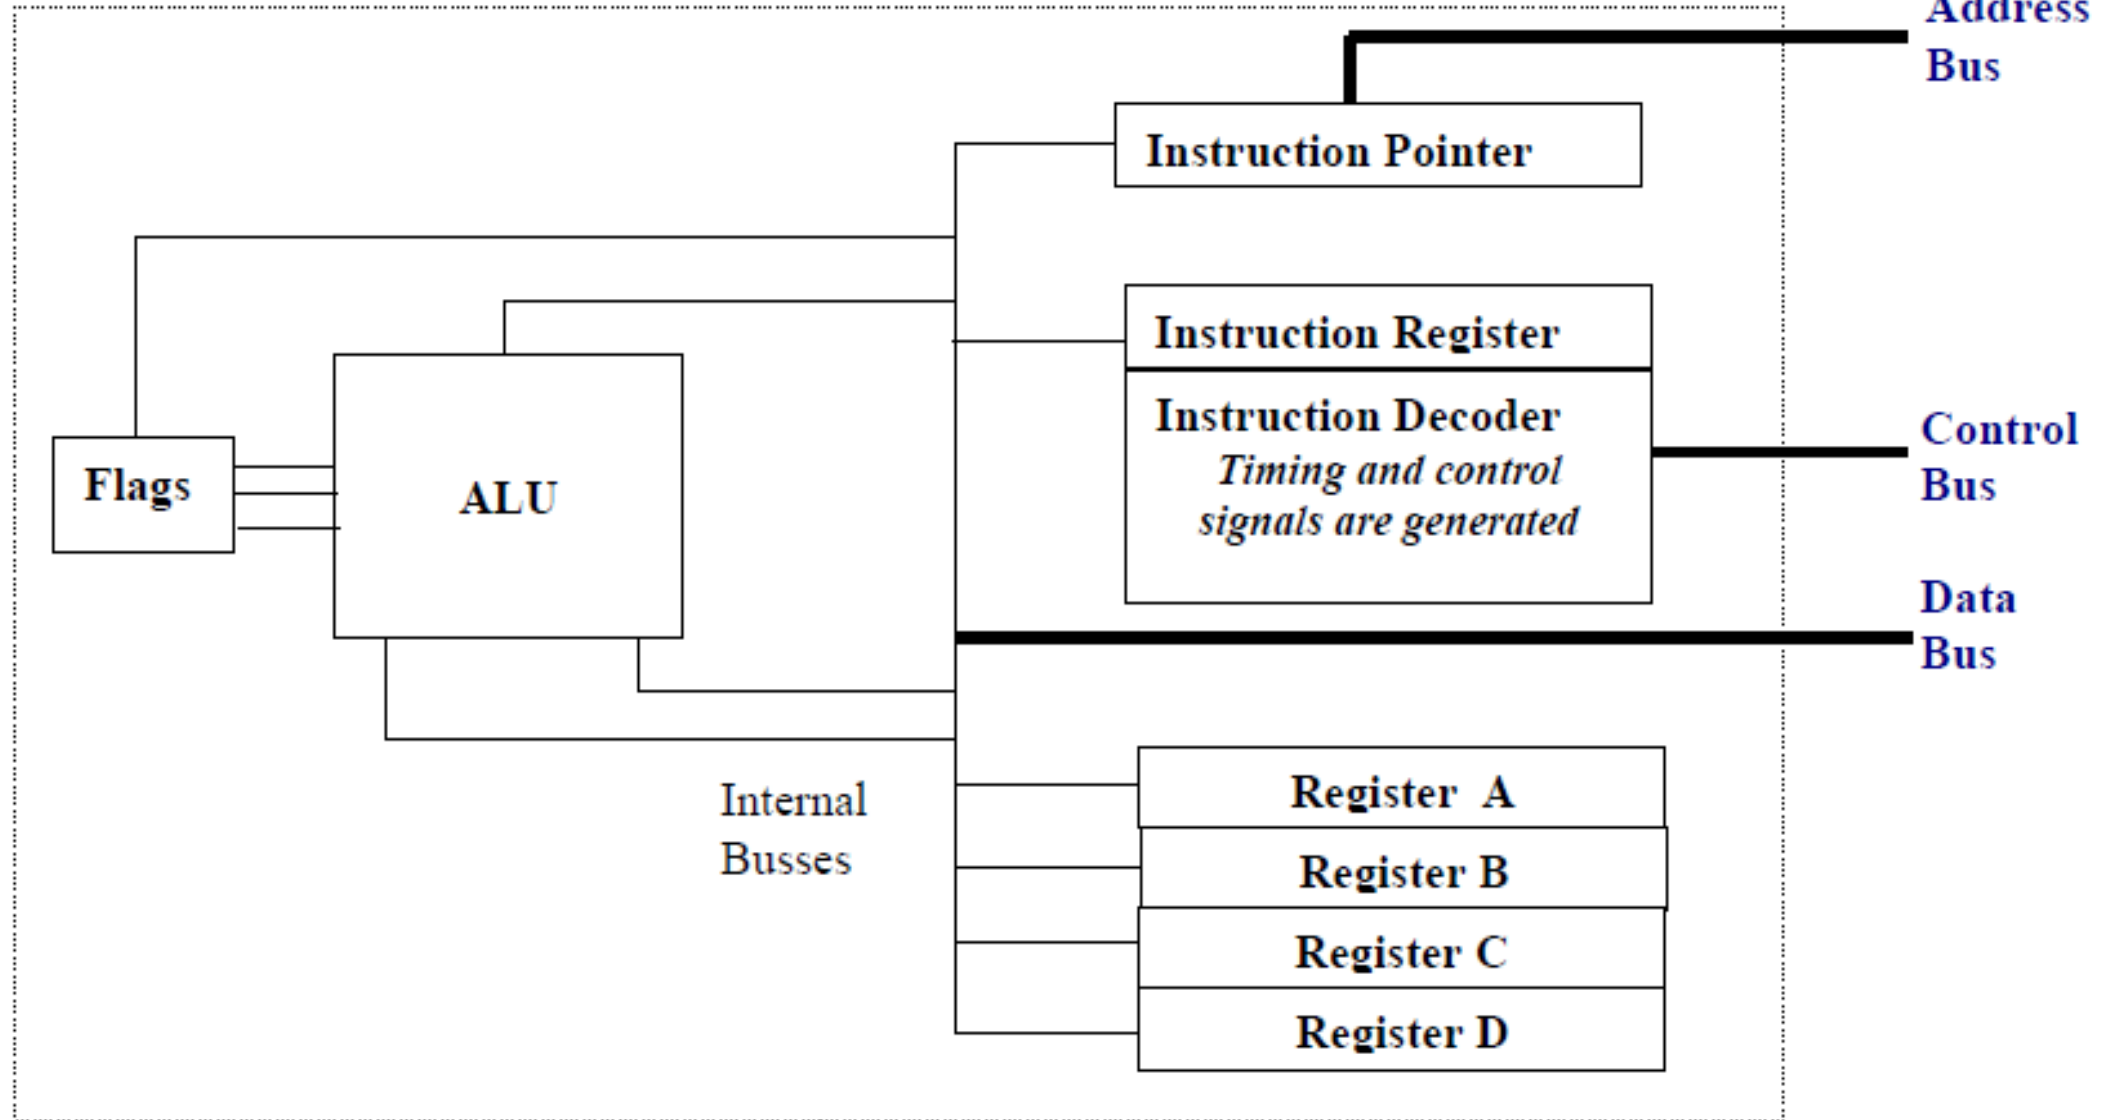 Address
Bus
Instruction Pointer
Instruction Register
Instruction Decoder
Timing and control
signals are generated
Control
Bus
Flags
ALU
Data
Bus
Internal
Busses
Register A
Register B
Register C
Register D